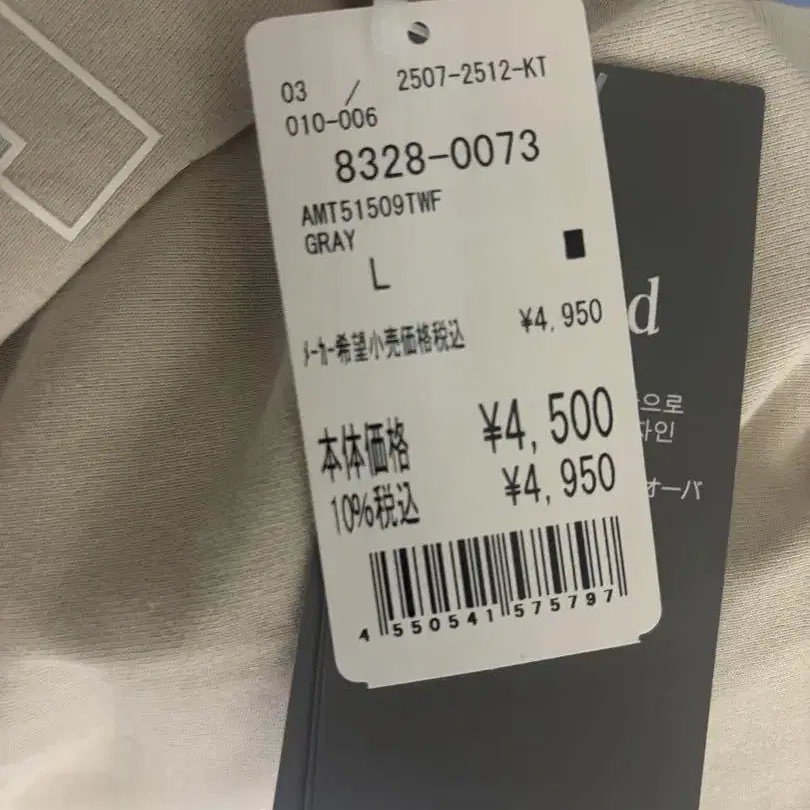 03 / 2507-2512-KT
010-006
8328-0073
AMT51509TWF
GRAY
L
ﾒｰｶｰ希望小売価格税込 ¥4,950
本体価格 ¥4,500
10%税込 ¥4,950
4 550541 575797
d
으로
자인
オーバ